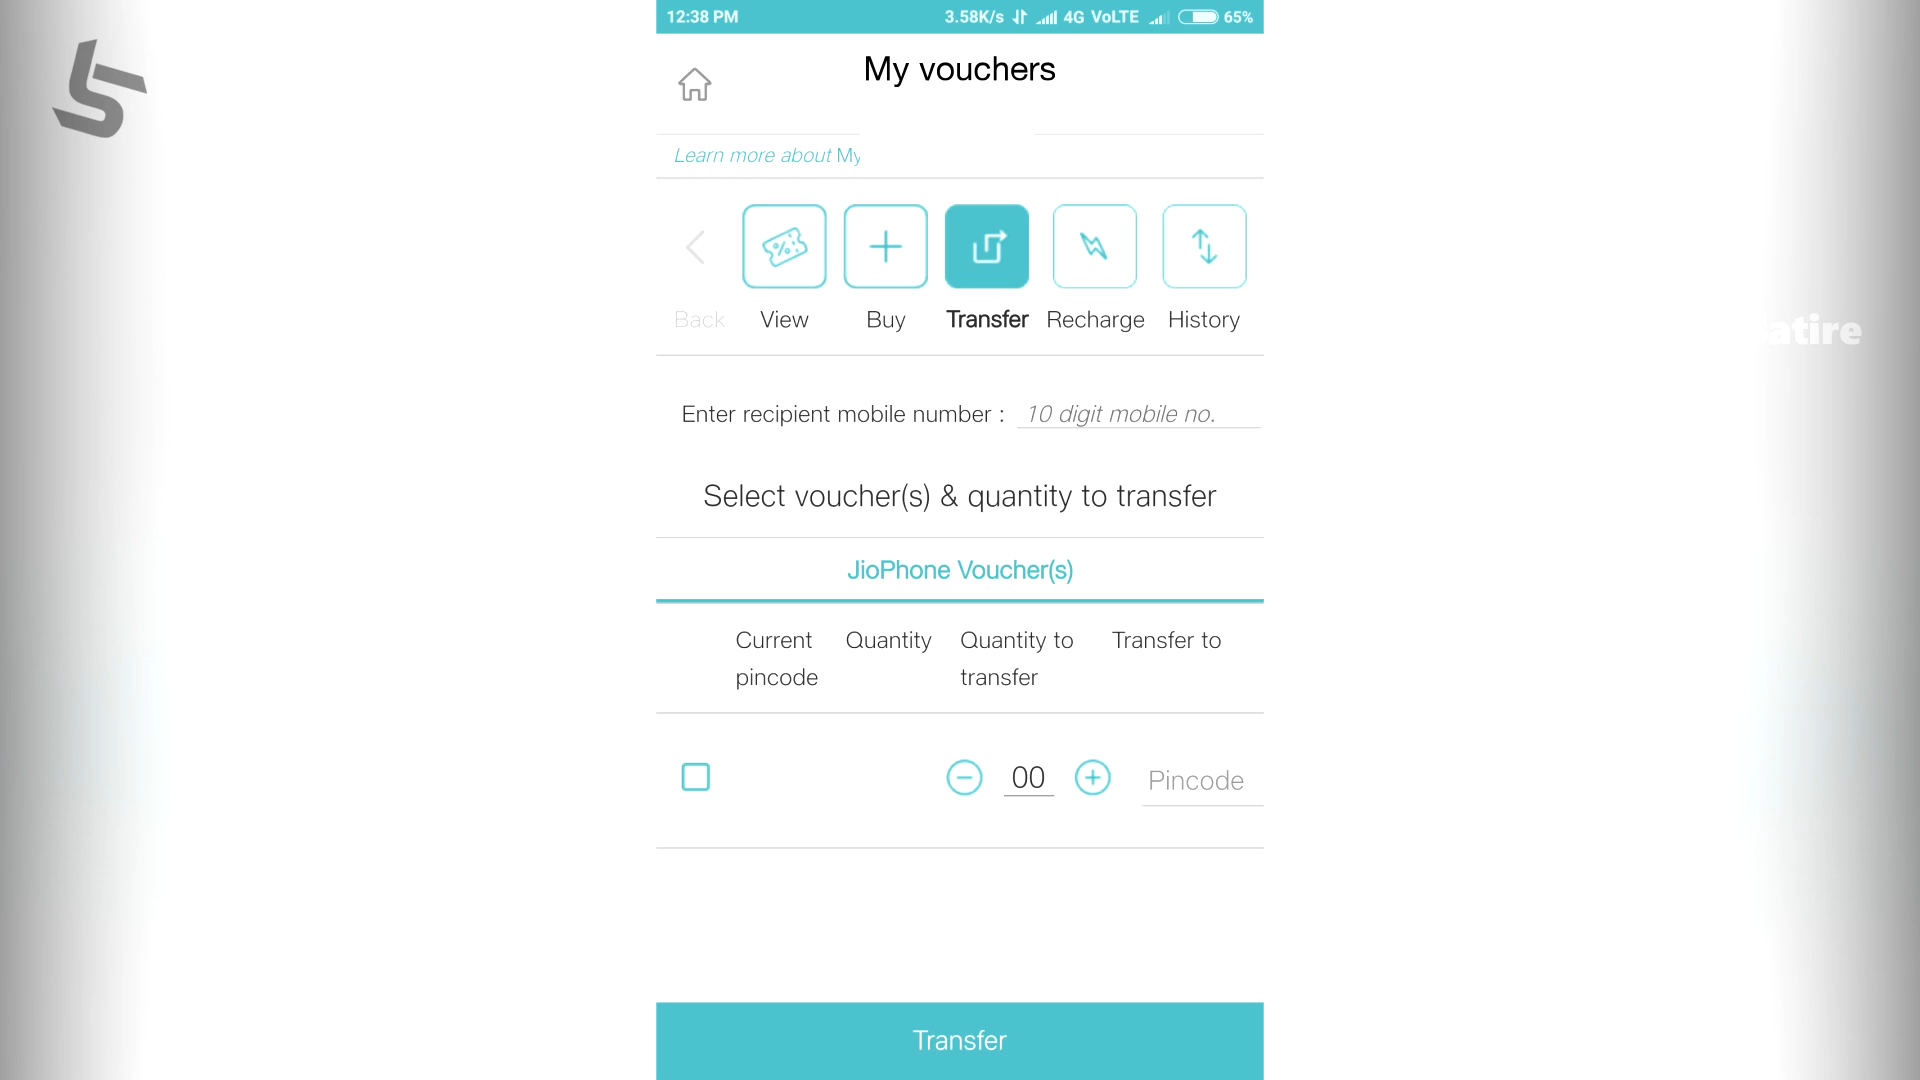 12:38 PM 3.58K/s 4G VoLTE 65%
My vouchers
Learn more about My
Back View Buy Transfer Recharge History
atire
Enter recipient mobile number : 10 digit mobile no.
Select voucher(s) & quantity to transfer
JioPhone Voucher(s)
Current pincode Quantity Quantity to transfer Transfer to
00 Pincode
Transfer